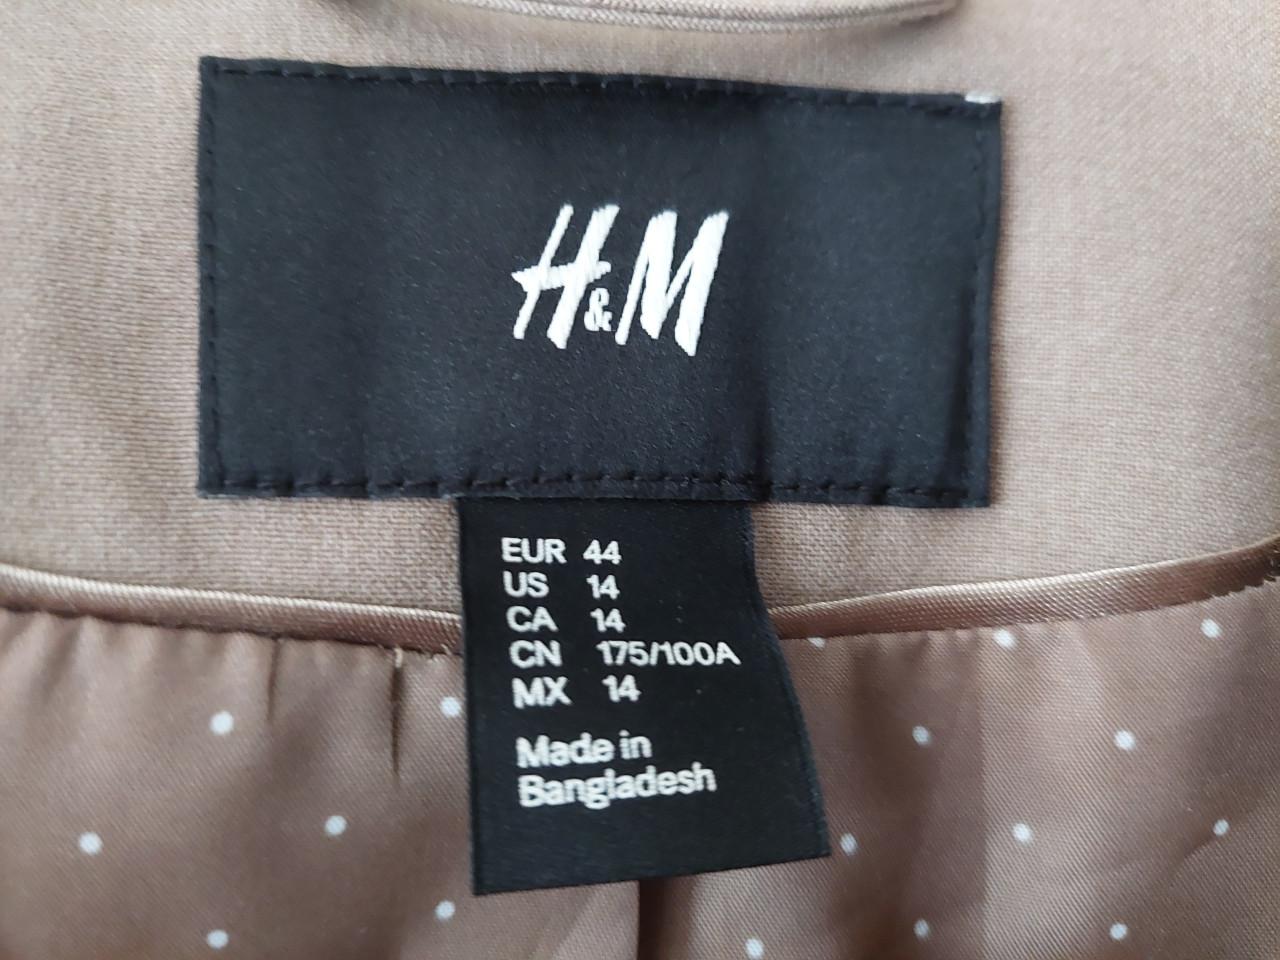 H&M
EUR 44
US 14
CA 14
CN 175/100A
MX 14
Made in
Bangladesh